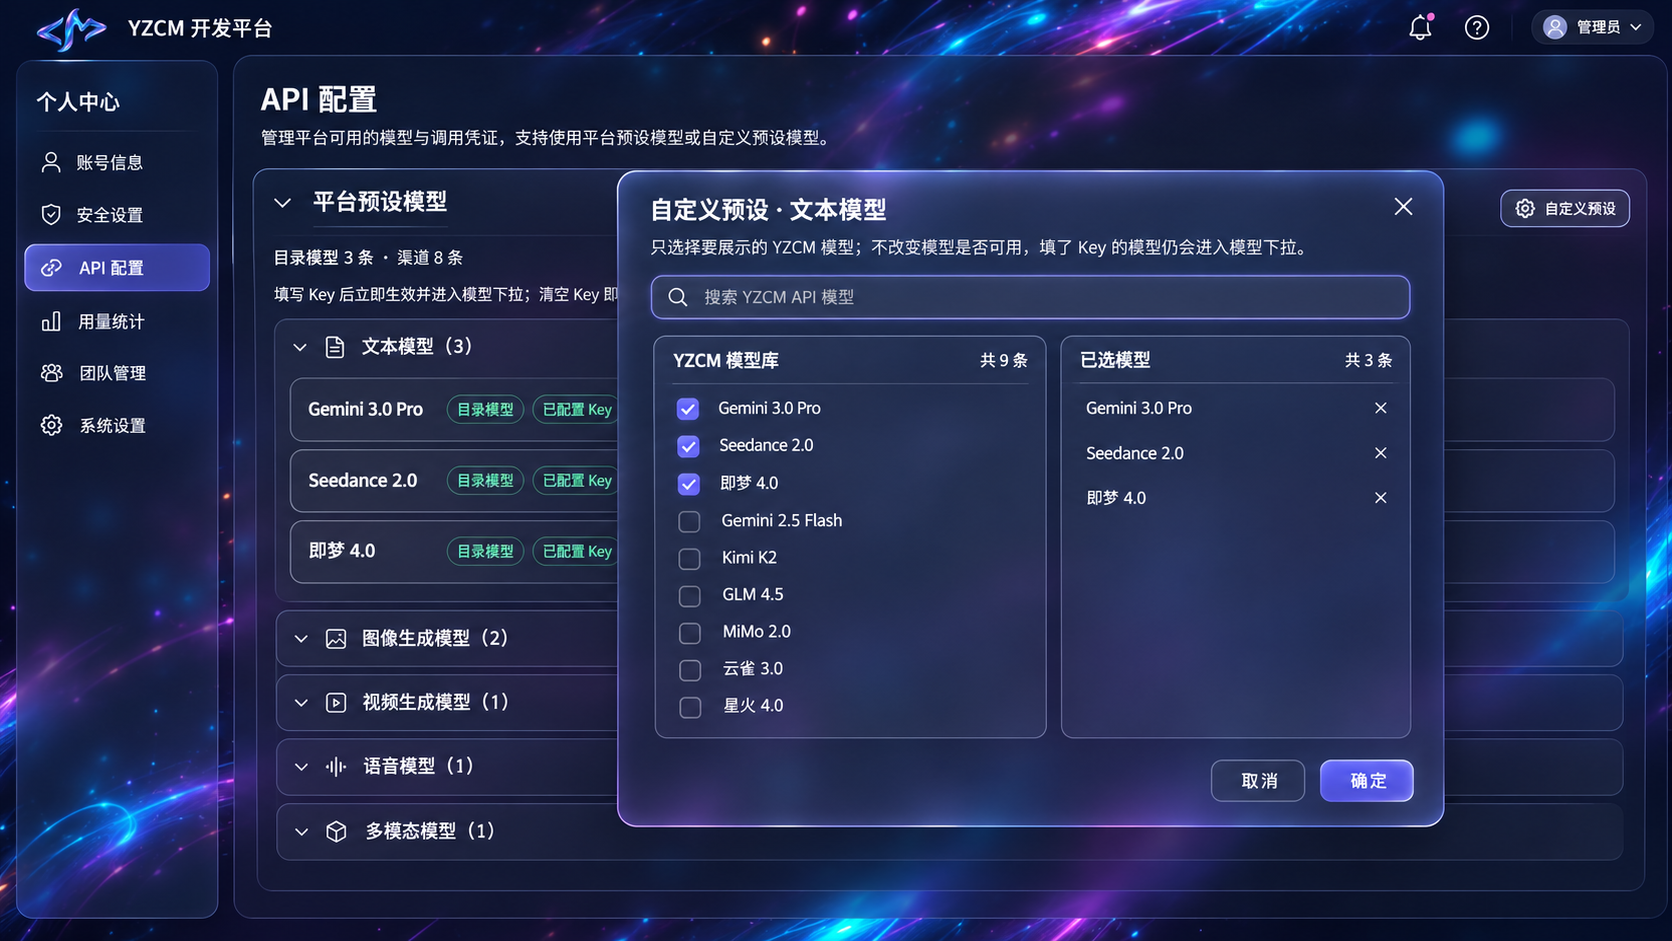 YZCM 开发平台
管理员
个人中心
账号信息
安全设置
API 配置
用量统计
团队管理
系统设置
API 配置
管理平台可用的模型与调用凭证，支持使用平台预设模型或自定义预设模型。
平台预设模型
自定义预设
目录模型 3 条 · 渠道 8 条
填写 Key 后立即生效并进入模型下拉；清空 Key 即
文本模型（3）
Gemini 3.0 Pro 目录模型 已配置 Key
Seedance 2.0 目录模型 已配置 Key
即梦 4.0 目录模型 已配置 Key
图像生成模型（2）
视频生成模型（1）
语音模型（1）
多模态模型（1）
自定义预设 · 文本模型
只选择要展示的 YZCM 模型；不改变模型是否可用，填了 Key 的模型仍会进入模型下拉。
搜索 YZCM API 模型
YZCM 模型库 共 9 条
Gemini 3.0 Pro
Seedance 2.0
即梦 4.0
Gemini 2.5 Flash
Kimi K2
GLM 4.5
MiMo 2.0
云雀 3.0
星火 4.0
已选模型 共 3 条
Gemini 3.0 Pro
Seedance 2.0
即梦 4.0
取消
确定